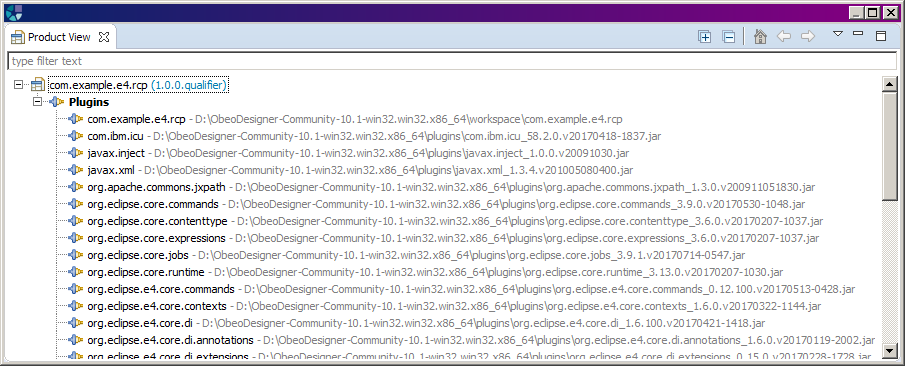 Product View
type filter text
com.example.e4.rcp (1.0.0.qualifier)
Plugins
com.example.e4.rcp - D:\ObeoDesigner-Community-10.1-win32.win32.x86_64\workspace\com.example.e4.rcp
com.ibm.icu - D:\ObeoDesigner-Community-10.1-win32.win32.x86_64\plugins\com.ibm.icu_58.2.0.v20170418-1837.jar
javax.inject - D:\ObeoDesigner-Community-10.1-win32.win32.x86_64\plugins\javax.inject_1.0.0.v20091030.jar
javax.xml - D:\ObeoDesigner-Community-10.1-win32.win32.x86_64\plugins\javax.xml_1.3.4.v201005080400.jar
org.apache.commons.jxpath - D:\ObeoDesigner-Community-10.1-win32.win32.x86_64\plugins\org.apache.commons.jxpath_1.3.0.v200911051830.jar
org.eclipse.core.commands - D:\ObeoDesigner-Community-10.1-win32.win32.x86_64\plugins\org.eclipse.core.commands_3.9.0.v20170530-1048.jar
org.eclipse.core.contenttype - D:\ObeoDesigner-Community-10.1-win32.win32.x86_64\plugins\org.eclipse.core.contenttype_3.6.0.v20170207-1037.jar
org.eclipse.core.expressions - D:\ObeoDesigner-Community-10.1-win32.win32.x86_64\plugins\org.eclipse.core.expressions_3.6.0.v20170207-1037.jar
org.eclipse.core.jobs - D:\ObeoDesigner-Community-10.1-win32.win32.x86_64\plugins\org.eclipse.core.jobs_3.9.1.v20170714-0547.jar
org.eclipse.core.runtime - D:\ObeoDesigner-Community-10.1-win32.win32.x86_64\plugins\org.eclipse.core.runtime_3.13.0.v20170207-1030.jar
org.eclipse.e4.core.commands - D:\ObeoDesigner-Community-10.1-win32.win32.x86_64\plugins\org.eclipse.e4.core.commands_0.12.100.v20170513-0428.jar
org.eclipse.e4.core.contexts - D:\ObeoDesigner-Community-10.1-win32.win32.x86_64\plugins\org.eclipse.e4.core.contexts_1.6.0.v20170322-1144.jar
org.eclipse.e4.core.di - D:\ObeoDesigner-Community-10.1-win32.win32.x86_64\plugins\org.eclipse.e4.core.di_1.6.100.v20170421-1418.jar
org.eclipse.e4.core.di.annotations - D:\ObeoDesigner-Community-10.1-win32.win32.x86_64\plugins\org.eclipse.e4.core.di.annotations_1.6.0.v20170119-2002.jar
org.eclipse.e4.core.di.extensions - D:\ObeoDesigner-Community-10.1-win32.win32.x86_64\plugins\org.eclipse.e4.core.di.extensions_0.15.0.v20170228-1728.jar